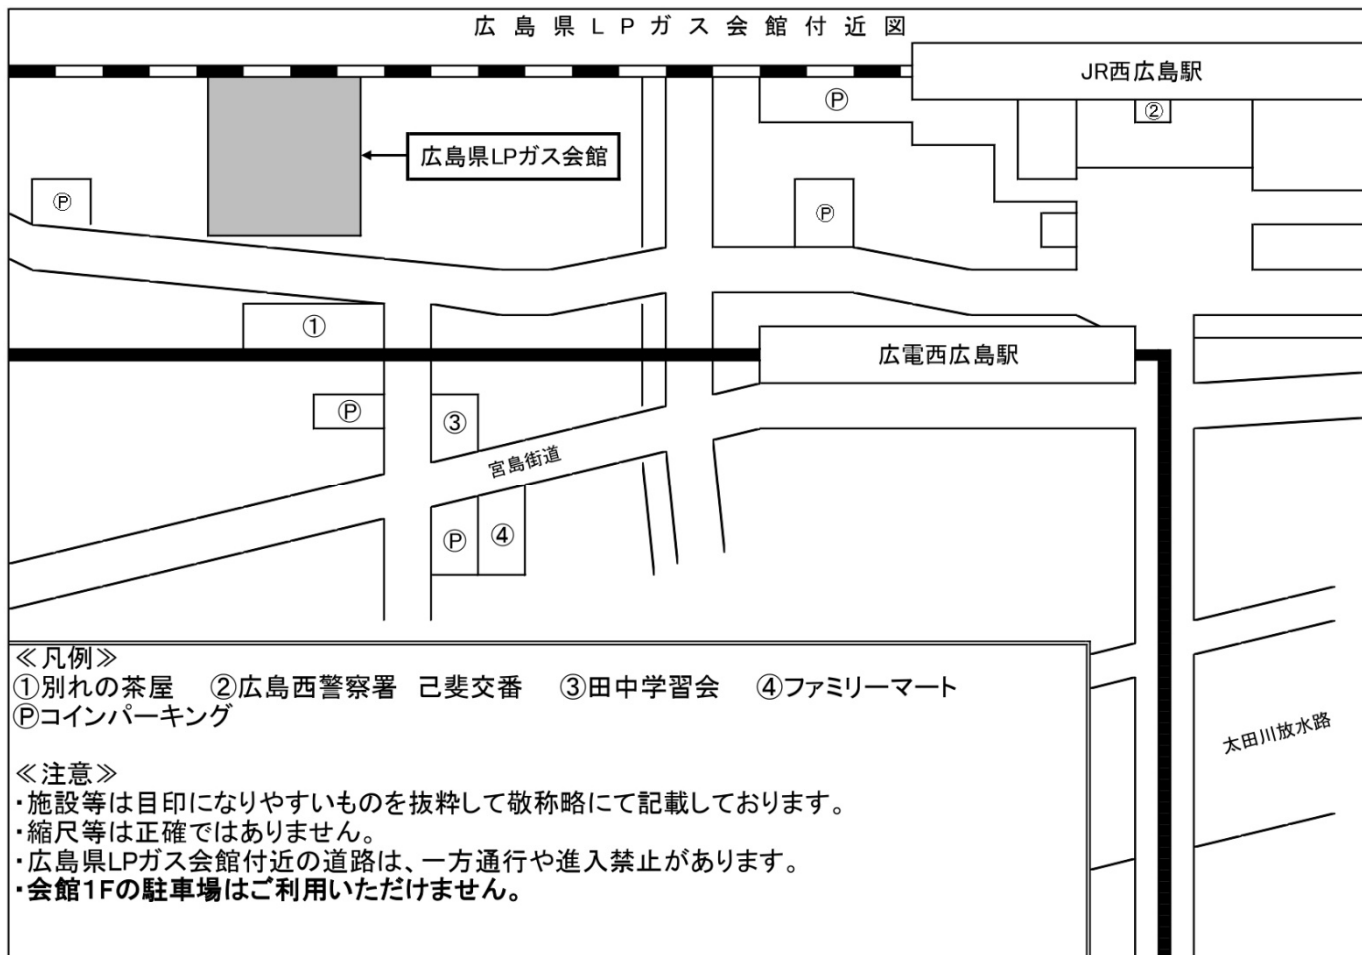 広島県LPガス会館付近図
JR西広島駅
Ⓟ
②
広島県LPガス会館
Ⓟ
Ⓟ
①
広電西広島駅
Ⓟ
③
宮島街道
Ⓟ
④
≪凡例≫
①別れの茶屋 ②広島西警察署 己斐交番 ③田中学習会 ④ファミリーマート
Ⓟコインパーキング
太田川放水路
≪注意≫
・施設等は目印になりやすいものを抜粋して敬称略にて記載しております。
・縮尺等は正確ではありません。
・広島県LPガス会館付近の道路は、一方通行や進入禁止があります。
・会館1Fの駐車場はご利用いただけません。